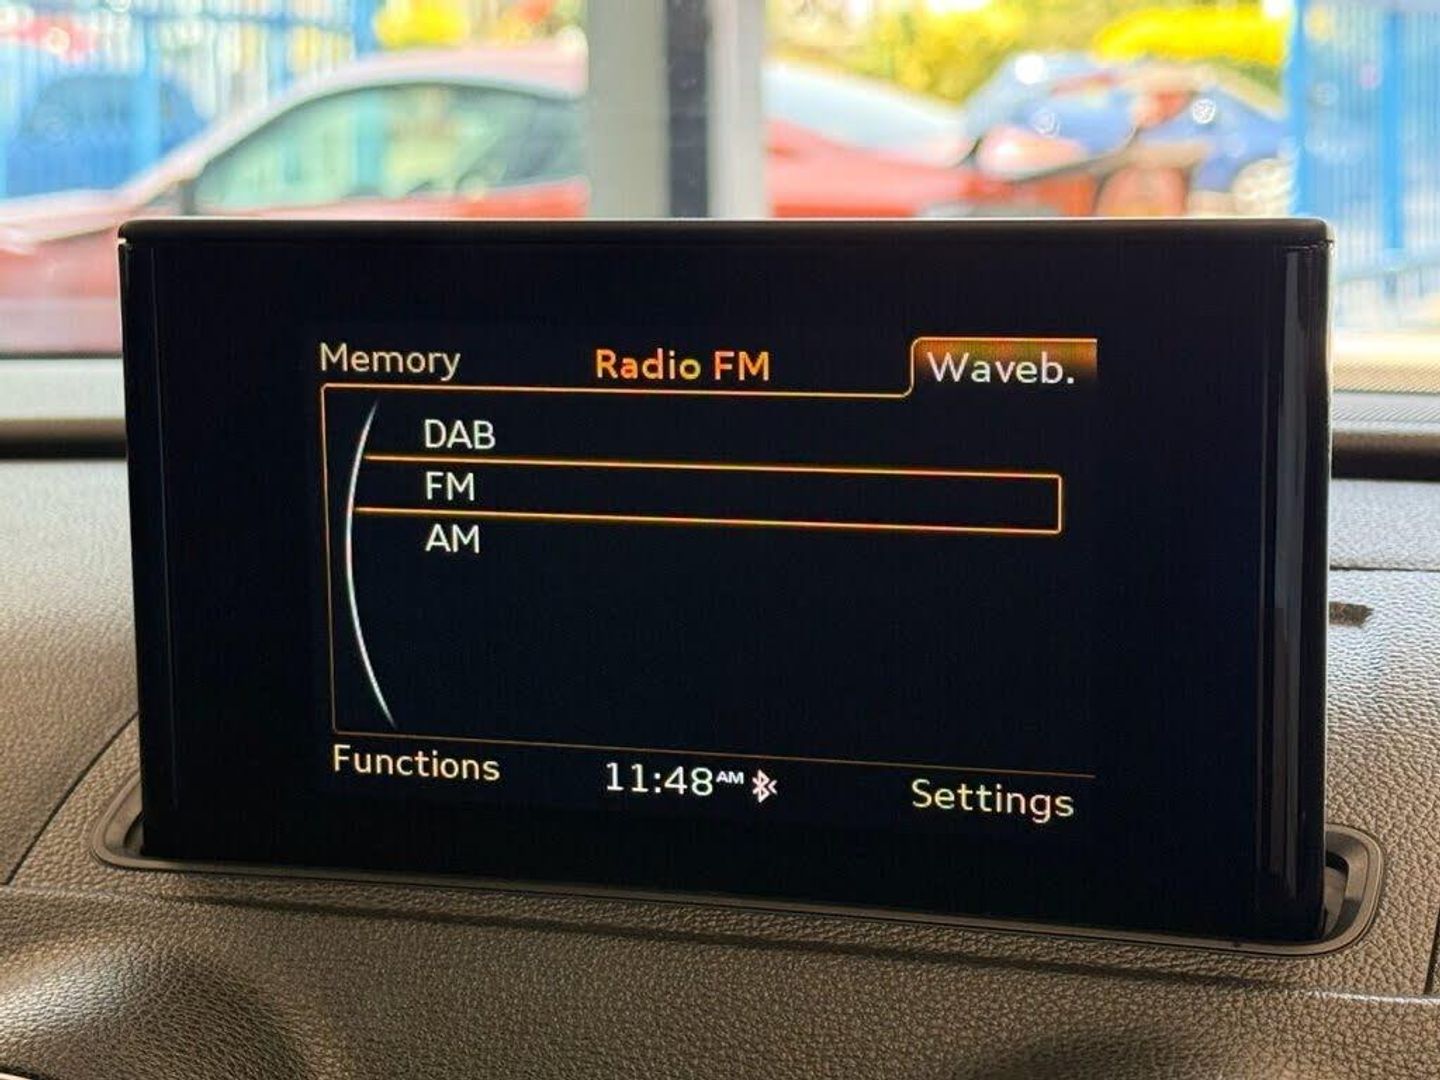 Memory Radio FM Waveb.
DAB
FM
AM
Functions 11:48 AM Settings